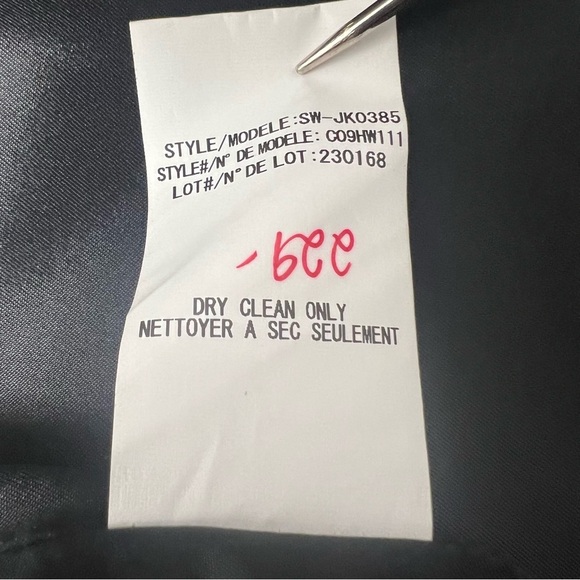 STYLE/MODELE:SW-JK0385
STYLE#/N° DE MODELE: C09HW111
LOT#/N° DE LOT:230168
DRY CLEAN ONLY
NETTOYER A SEC SEULEMENT